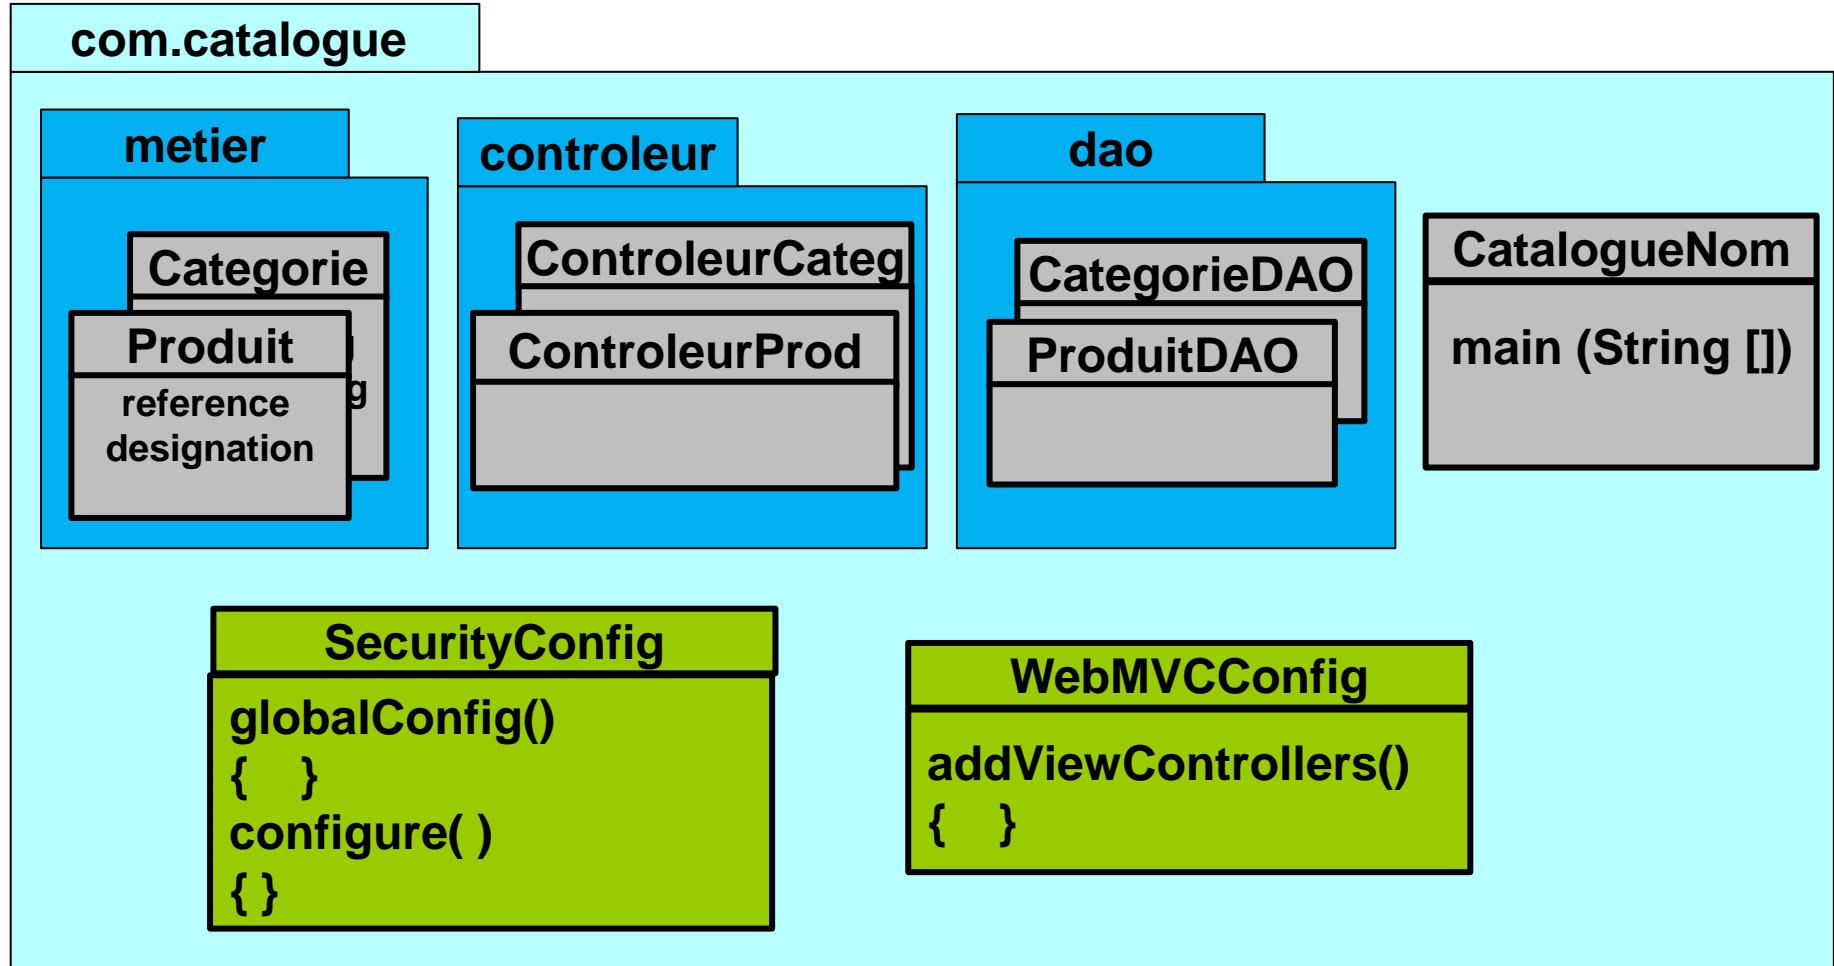 com.catalogue
metier
controleur
dao
Categorie
Produit
g
reference
designation
ControleurCateg
ControleurProd
CategorieDAO
ProduitDAO
CatalogueNom
main (String [])
SecurityConfig
globalConfig()
{ }
configure( )
{ }
WebMVCConfig
addViewControllers()
{ }